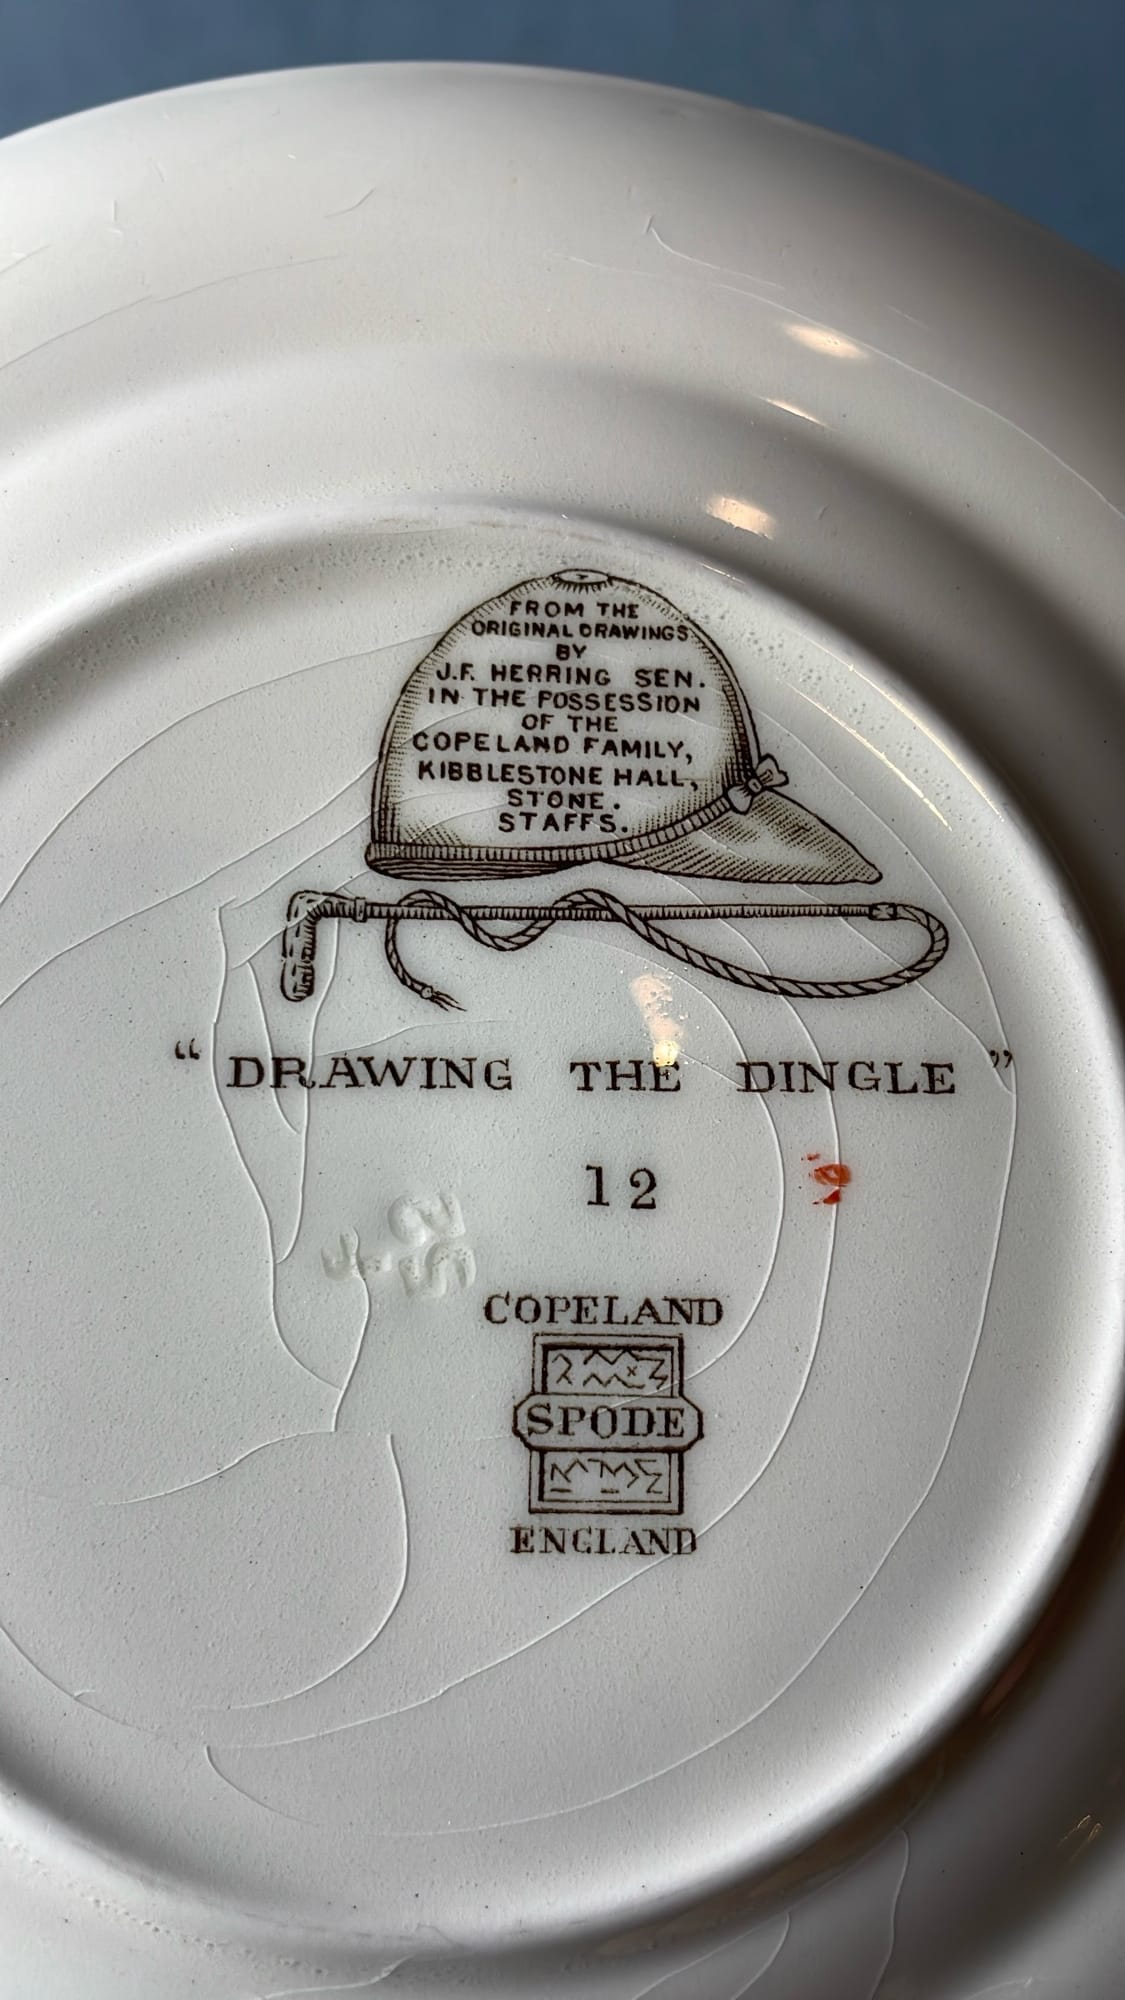 FROM THE
ORIGINAL DRAWINGS
BY
J.F. HERRING SEN.
IN THE POSSESSION
OF THE
COPELAND FAMILY,
KIBBLESTONE HALL,
STONE.
STAFFS.
“DRAWING THE DINGLE”
12
COPELAND
SPODE
ENGLAND